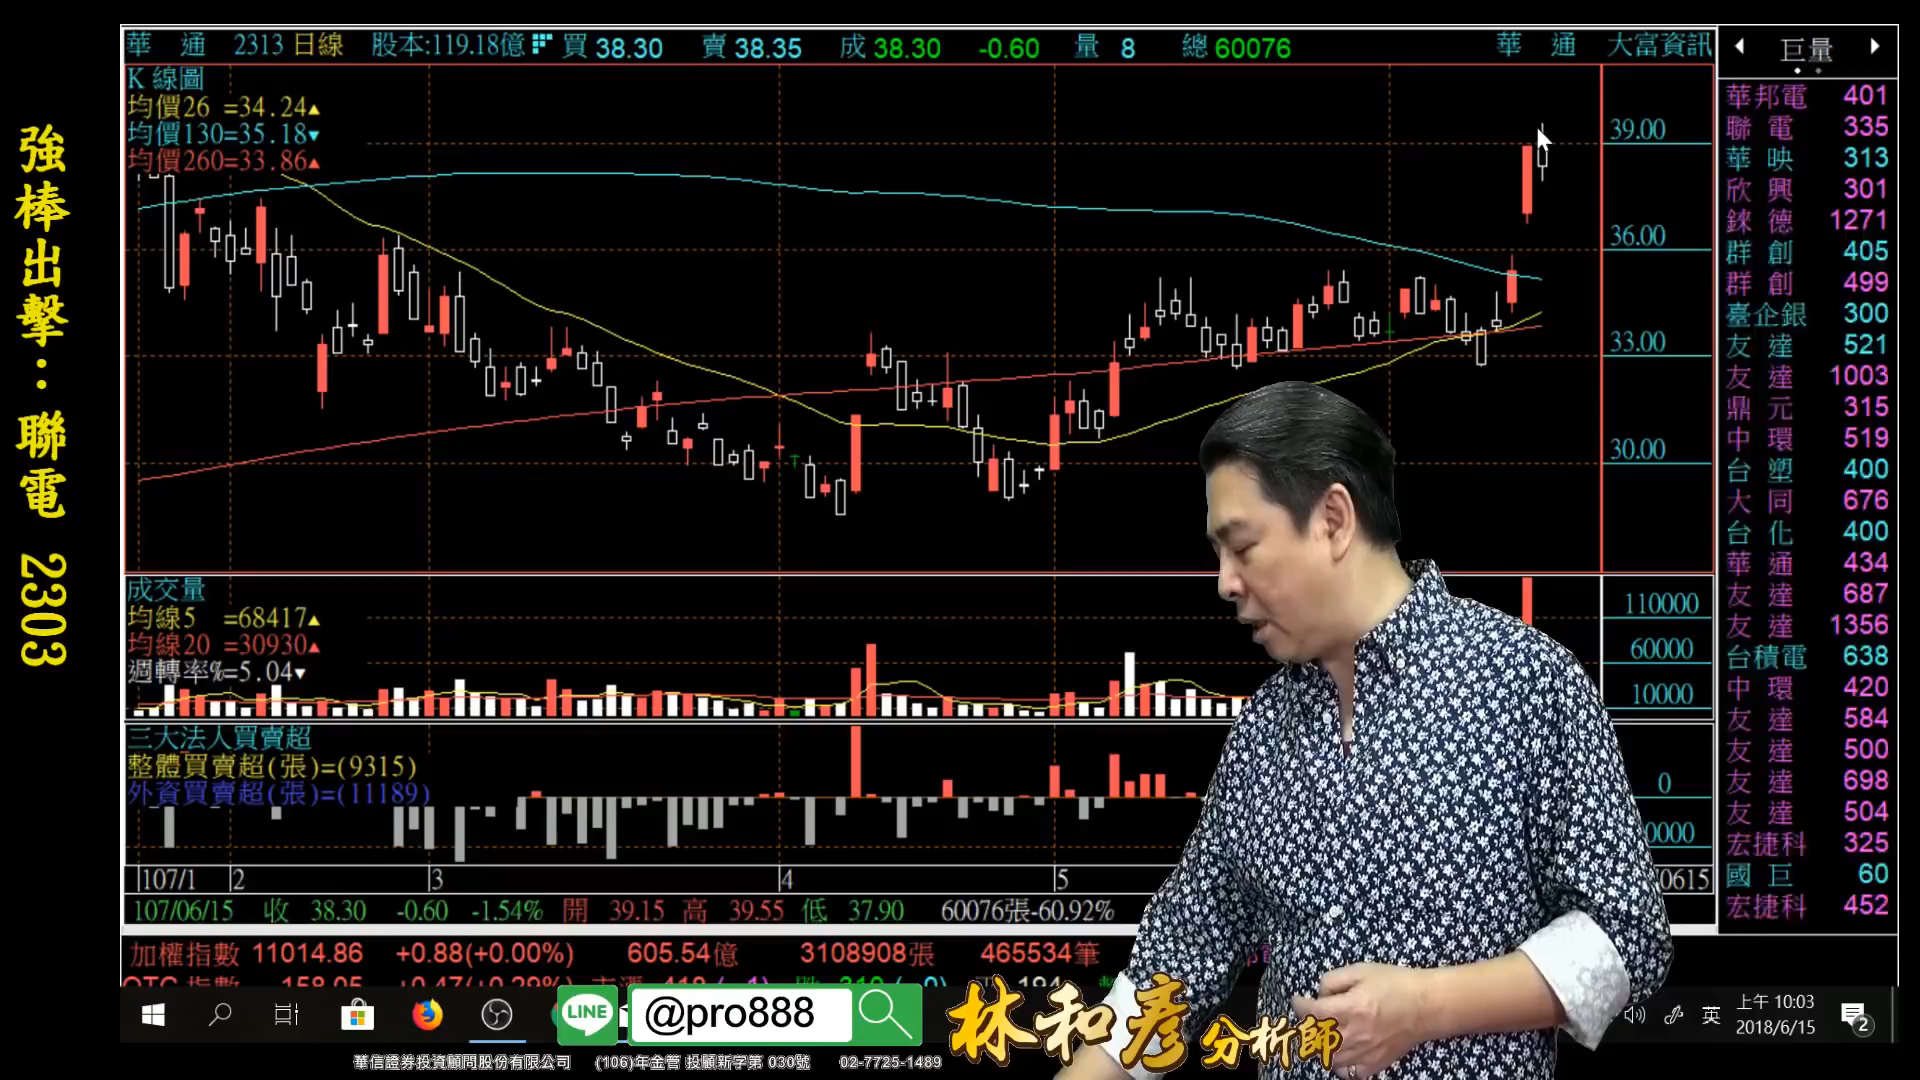 強棒出擊：聯電 2303
華 通 2313 日線 股本:119.18億 買 38.30 賣 38.35 成 38.30 -0.60 量 8 總 60076 華 通 大富資訊
K 線圖
均價26 =34.24▲
均價130=35.18▼
均價260=33.86▲
39.00
36.00
33.00
30.00
成交量
均線5 =68417▲
均線20 =30930▲
週轉率%=5.04▼
110000
60000
10000
三大法人買賣超
整體買賣超(張)=(9315)
外資買賣超(張)=(11189)
0
107/1 2 3 4 5 0615
107/06/15 收 38.30 -0.60 -1.54% 開 39.15 高 39.55 低 37.90 60076張-60.92%
加權指數 11014.86 +0.88(+0.00%) 605.54億 3108908張 465534筆
巨量
華邦電 401
聯 電 335
華 映 313
欣 興 301
錸 德 1271
群 創 405
群 創 499
臺企銀 300
友 達 521
友 達 1003
鼎 元 315
中 環 519
台 塑 400
大 同 676
台 化 400
華 通 434
友 達 687
友 達 1356
台積電 638
中 環 420
友 達 584
友 達 500
友 達 698
友 達 504
宏捷科 325
國 巨 60
宏捷科 452
LINE @pro888
林和彥 分析師
英 上午 10:03
2018/6/15
2
華信證券投資顧問股份有限公司 (106)年金管 投顧新字第 030號 02-7725-1489